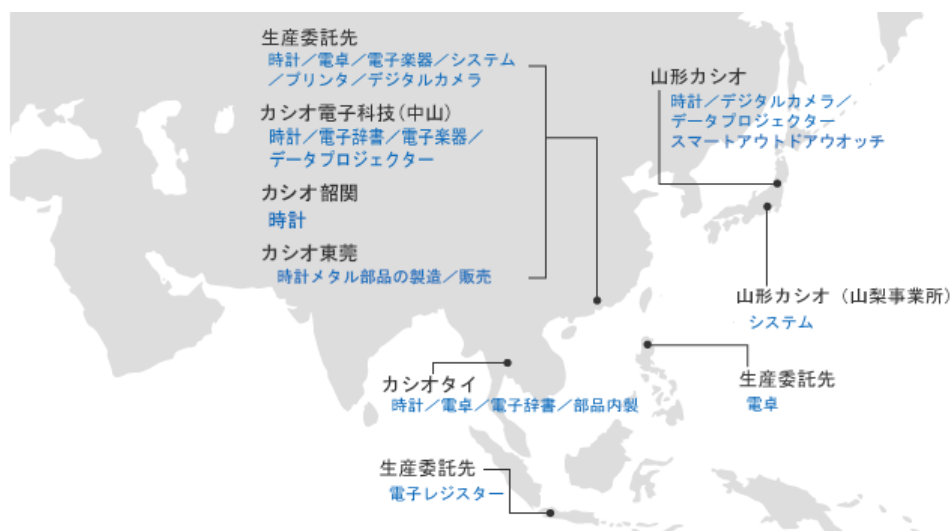 生産委託先
時計／電卓／電子楽器／システム
／プリンタ／デジタルカメラ
カシオ電子科技（中山）
時計／電子辞書／電子楽器／
データプロジェクター
カシオ韶関
時計
カシオ東莞
時計メタル部品の製造／販売
山形カシオ
時計／デジタルカメラ／
データプロジェクター
スマートアウトドアウオッチ
山形カシオ（山梨事業所）
システム
生産委託先
電卓
カシオタイ
時計／電卓／電子辞書／部品内製
生産委託先
電子レジスター